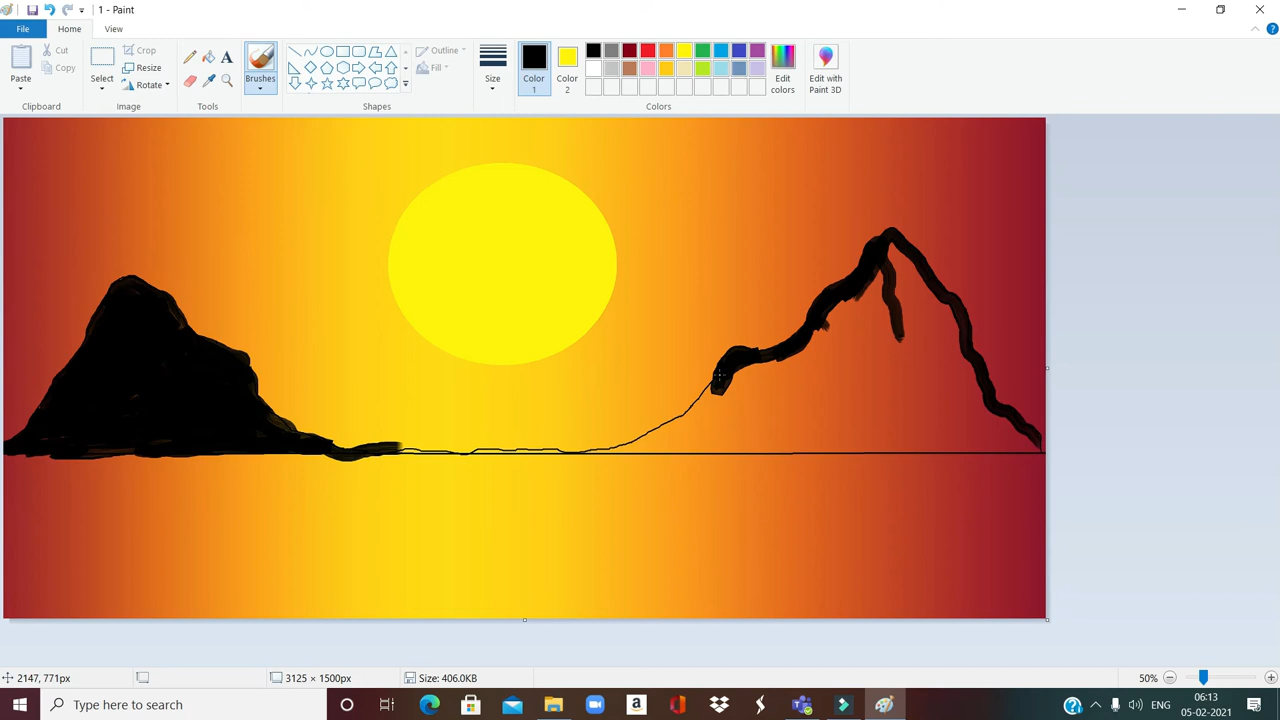 1 - Paint
File Home View
Paste
Clipboard
Cut
Copy
Select
Crop
Resize
Rotate
Image
A
Tools
Brushes
Outline
Fill
Shapes
Size
Color 1
Color 2
Edit colors
Edit with Paint 3D
Colors
2147, 771px
3125 × 1500px
Size: 406.0KB
50%
Type here to search
ENG
06:13
05-02-2021